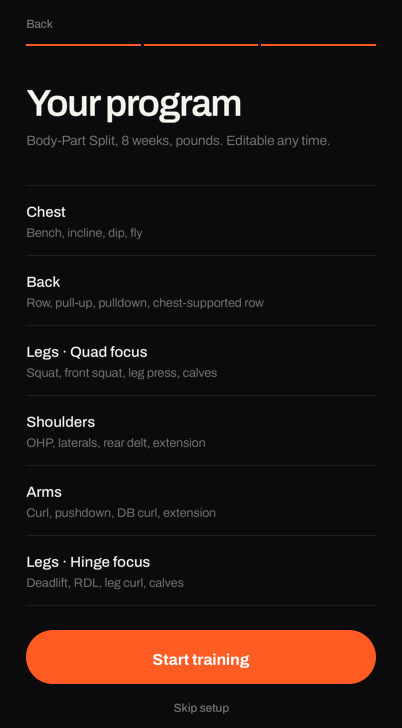 Back
Your program
Body-Part Split, 8 weeks, pounds. Editable any time.
Chest
Bench, incline, dip, fly
Back
Row, pull-up, pulldown, chest-supported row
Legs · Quad focus
Squat, front squat, leg press, calves
Shoulders
OHP, laterals, rear delt, extension
Arms
Curl, pushdown, DB curl, extension
Legs · Hinge focus
Deadlift, RDL, leg curl, calves
Start training
Skip setup